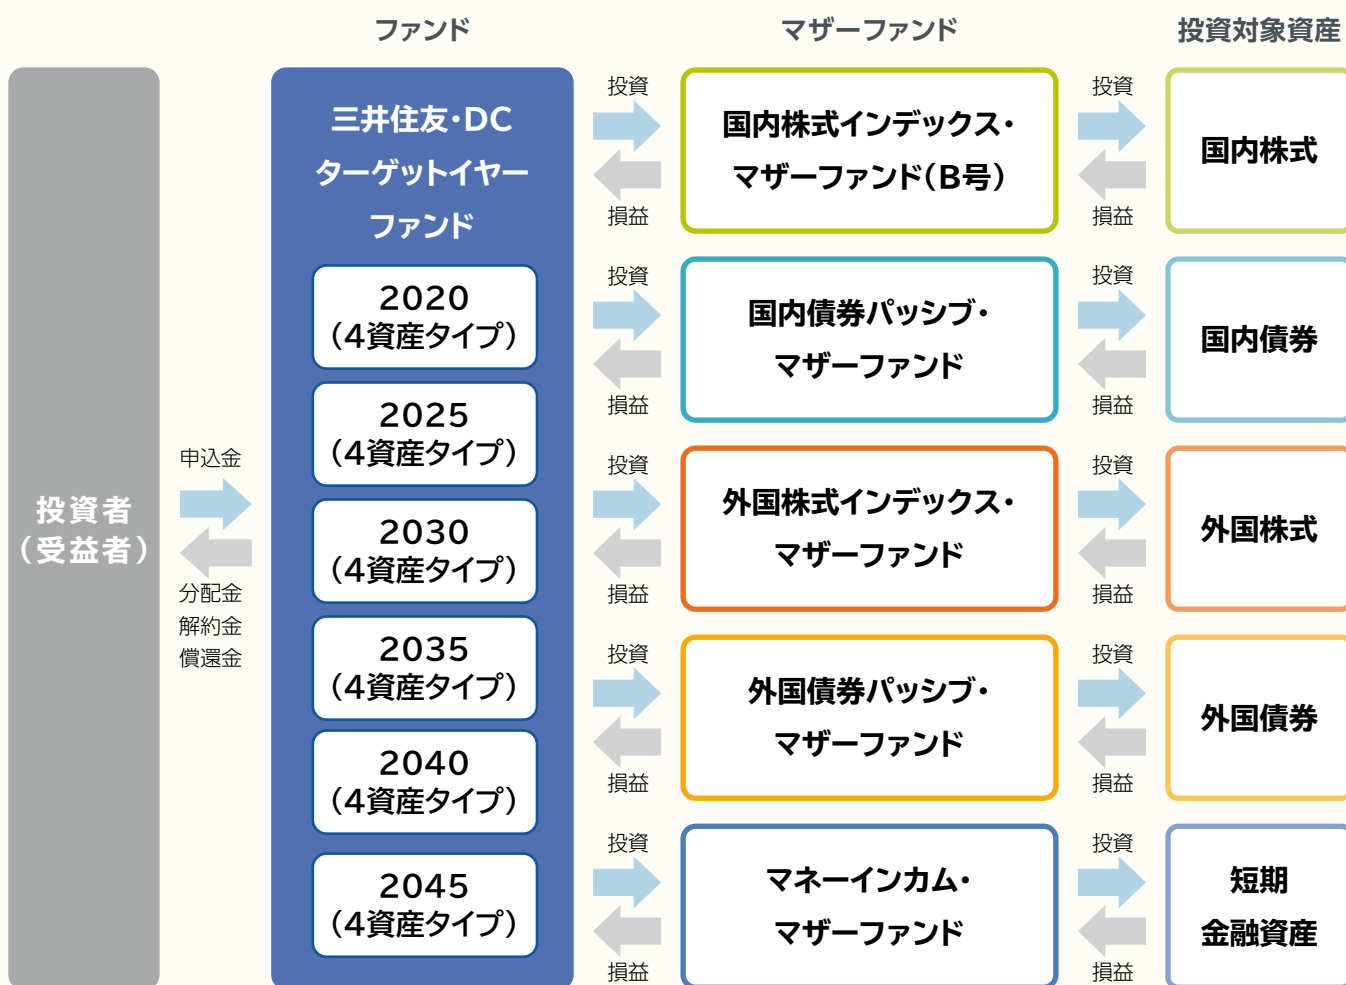 ファンド
マザーファンド
投資対象資産
投資者
（受益者）
申込金
分配金
解約金
償還金
三井住友・DC
ターゲットイヤー
ファンド
2020
（4資産タイプ）
2025
（4資産タイプ）
2030
（4資産タイプ）
2035
（4資産タイプ）
2040
（4資産タイプ）
2045
（4資産タイプ）
投資
損益
国内株式インデックス・
マザーファンド（B号）
投資
損益
国内株式
投資
損益
国内債券パッシブ・
マザーファンド
投資
損益
国内債券
投資
損益
外国株式インデックス・
マザーファンド
投資
損益
外国株式
投資
損益
外国債券パッシブ・
マザーファンド
投資
損益
外国債券
投資
損益
マネーインカム・
マザーファンド
投資
損益
短期
金融資産